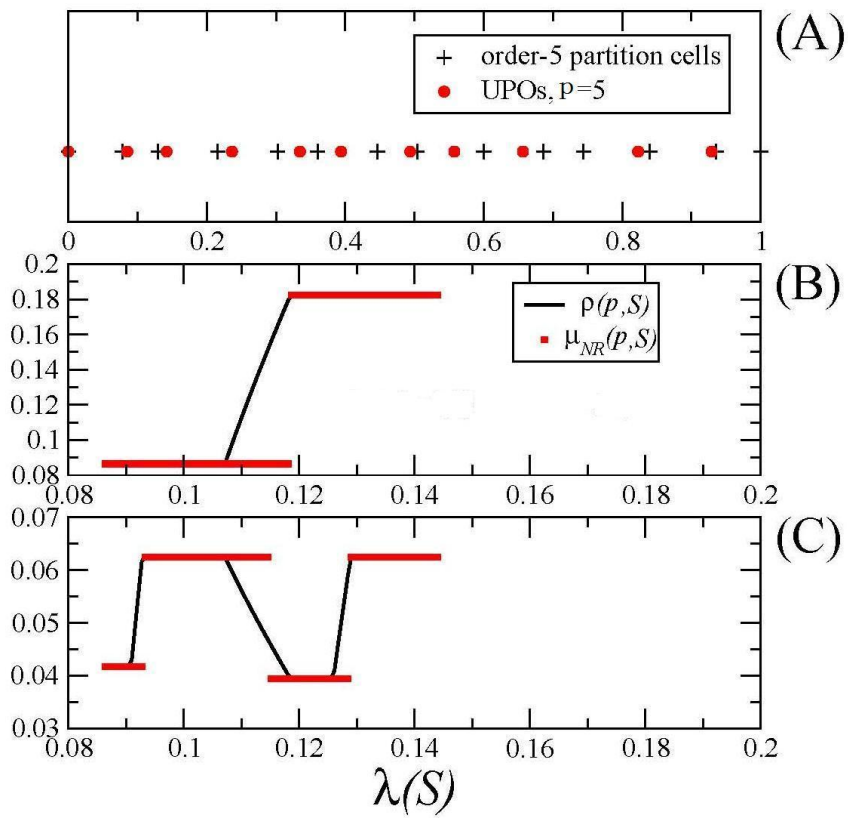 (A)
+ order-5 partition cells
● UPOs, p=5
0 0.2 0.4 0.6 0.8 1
(B)
0.2
0.18
0.16
0.14
0.12
0.1
0.08
ρ(p,S)
μNR(p,S)
0.08 0.1 0.12 0.14 0.16 0.18 0.2
(C)
0.07
0.06
0.05
0.04
0.03
0.08 0.1 0.12 0.14 0.16 0.18 0.2
λ(S)